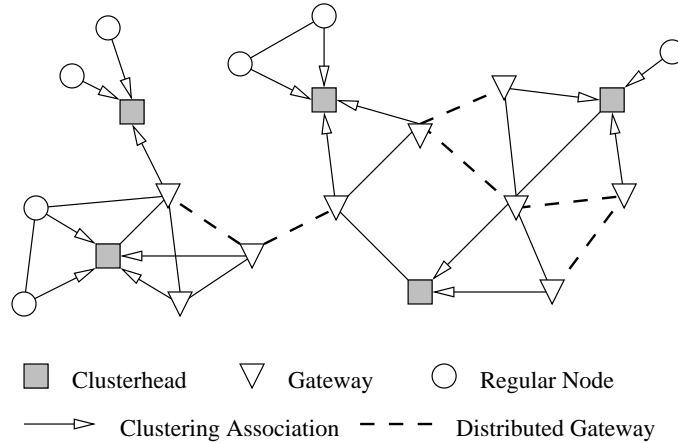 Clusterhead Gateway Regular Node
Clustering Association Distributed Gateway